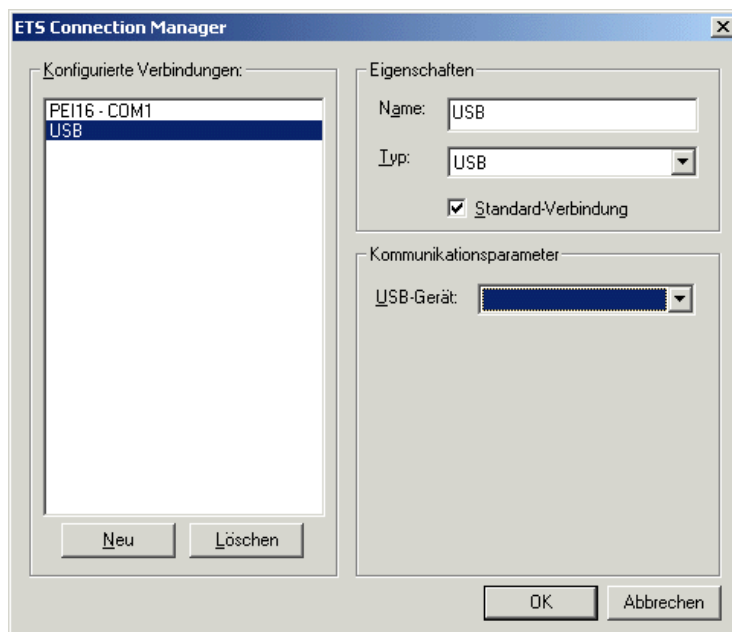 ETS Connection Manager
Konfigurierte Verbindungen:
PEI16 - COM1
USB
Neu
Löschen
Eigenschaften
Name: USB
Typ: USB
Standard-Verbindung
Kommunikationsparameter
USB-Gerät:
OK
Abbrechen